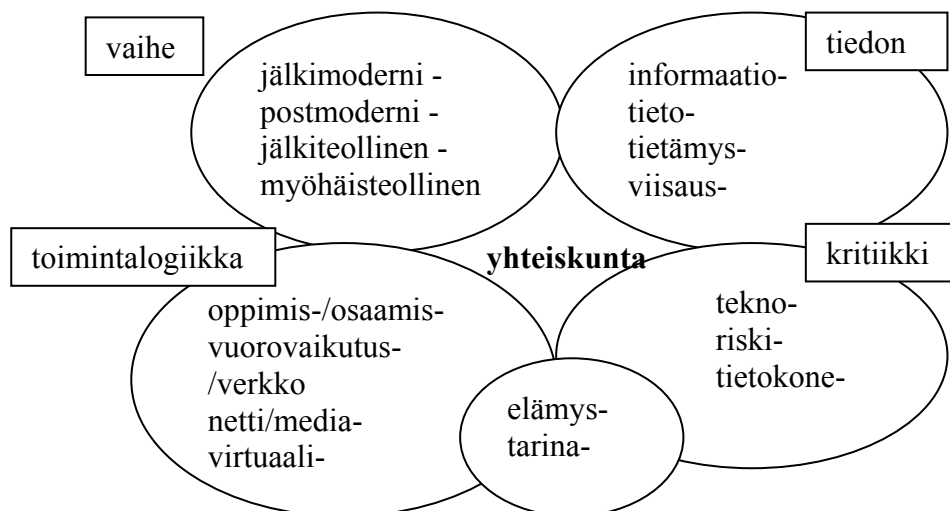 vaihe
jälkimoderni -
postmoderni -
jälkiteollinen -
myöhäisteollinen
tiedon
informaatio-
tieto-
tietämys-
viisaus-
toimintalogiikka
yhteiskunta
kritiikki
oppimis-/osaamis-
vuorovaikutus-
/verkko
netti/media-
virtuaali-
elämys-
tarina-
tekno-
riski-
tietokone-